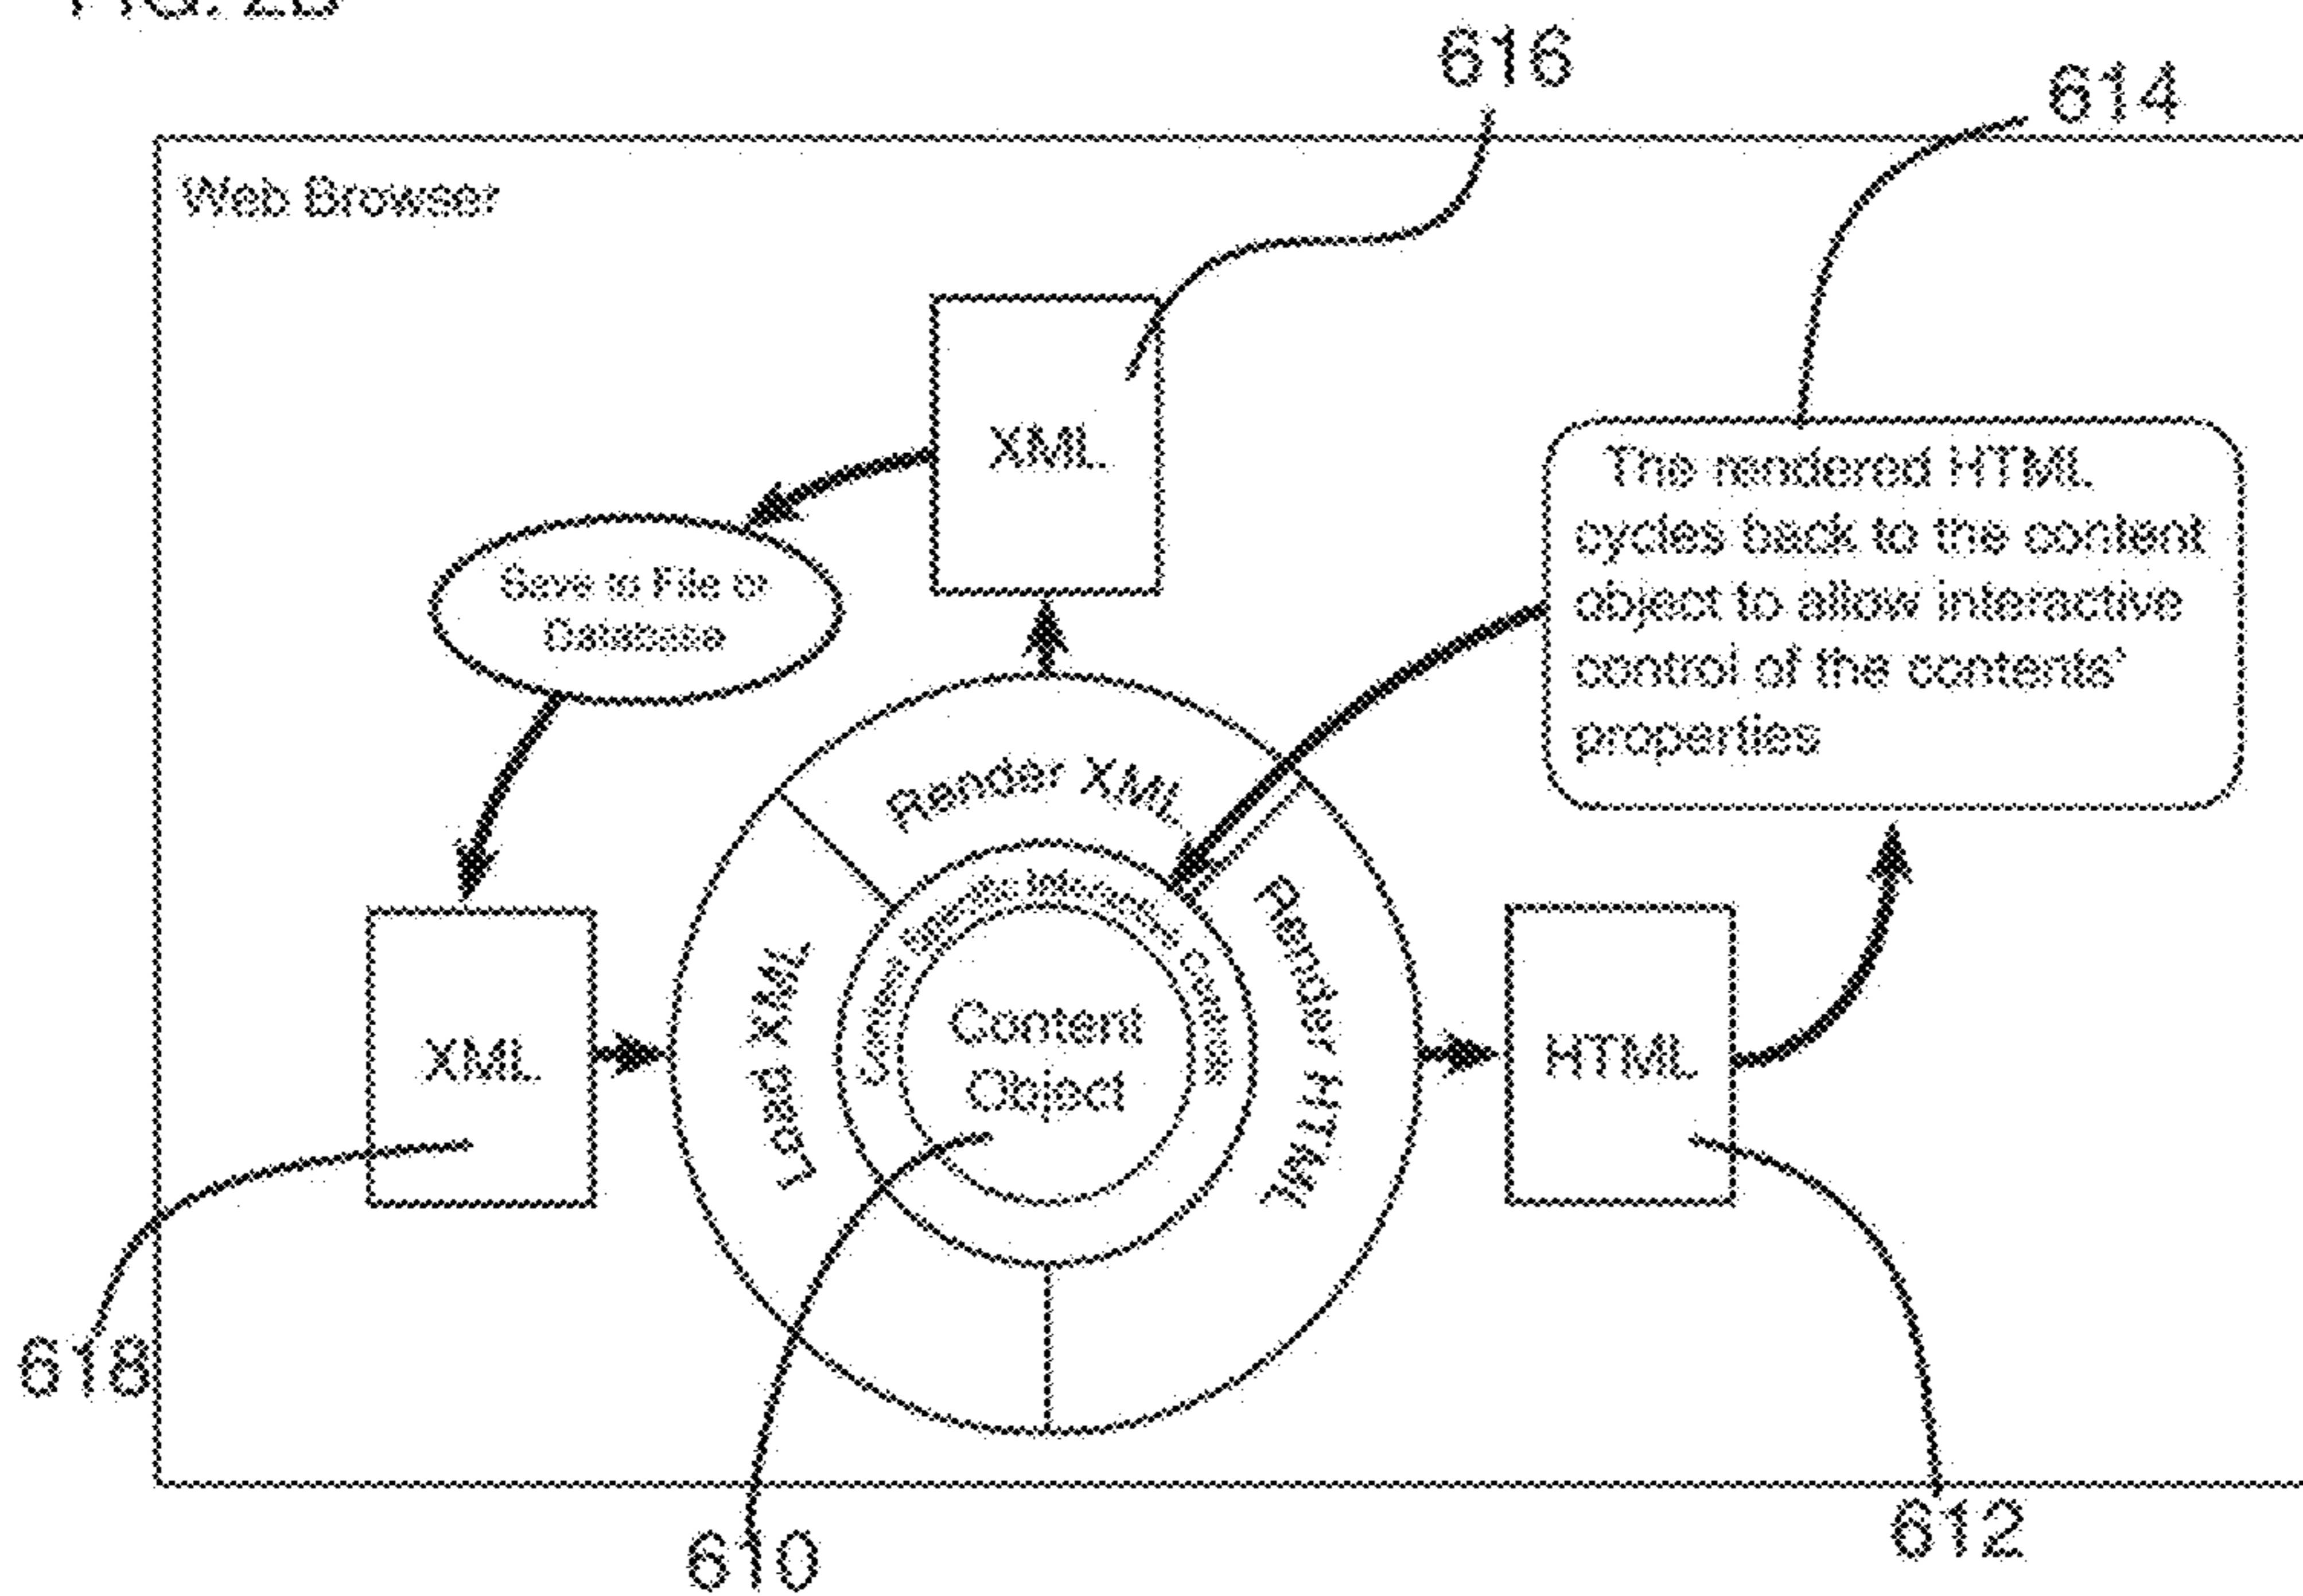 FIG. 2B
616
614
Web Browser
XML
The rendered HTML
cycles back to the content
object to allow interactive
control of the contents'
properties
Save to File or
Database
Render XML
Load XML
Render HTML
Content
Object
XML
HTML
618
610
612